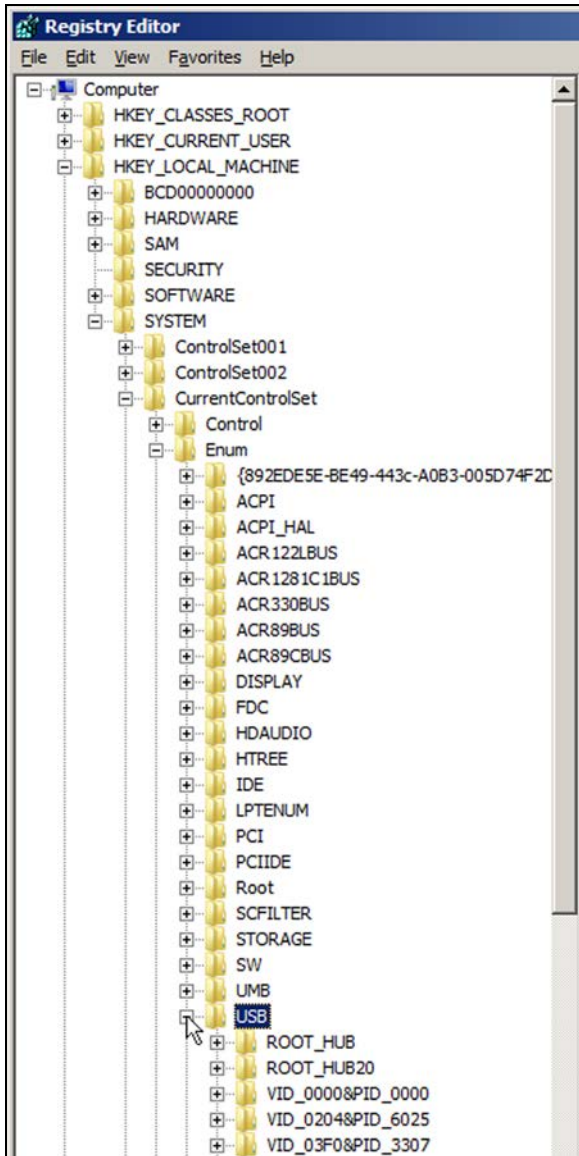 Registry Editor
File Edit View Favorites Help
Computer
HKEY_CLASSES_ROOT
HKEY_CURRENT_USER
HKEY_LOCAL_MACHINE
BCD00000000
HARDWARE
SAM
SECURITY
SOFTWARE
SYSTEM
ControlSet001
ControlSet002
CurrentControlSet
Control
Enum
{892EDE5E-BE49-443c-A0B3-005D74F2D
ACPI
ACPI_HAL
ACR122LBUS
ACR1281C1BUS
ACR330BUS
ACR89BUS
ACR89CBUS
DISPLAY
FDC
HDAUDIO
HTREE
IDE
LPTENUM
PCI
PCIIDE
Root
SCFILTER
STORAGE
SW
UMB
USB
ROOT_HUB
ROOT_HUB20
VID_0000&PID_0000
VID_0204&PID_6025
VID_03F0&PID_3307